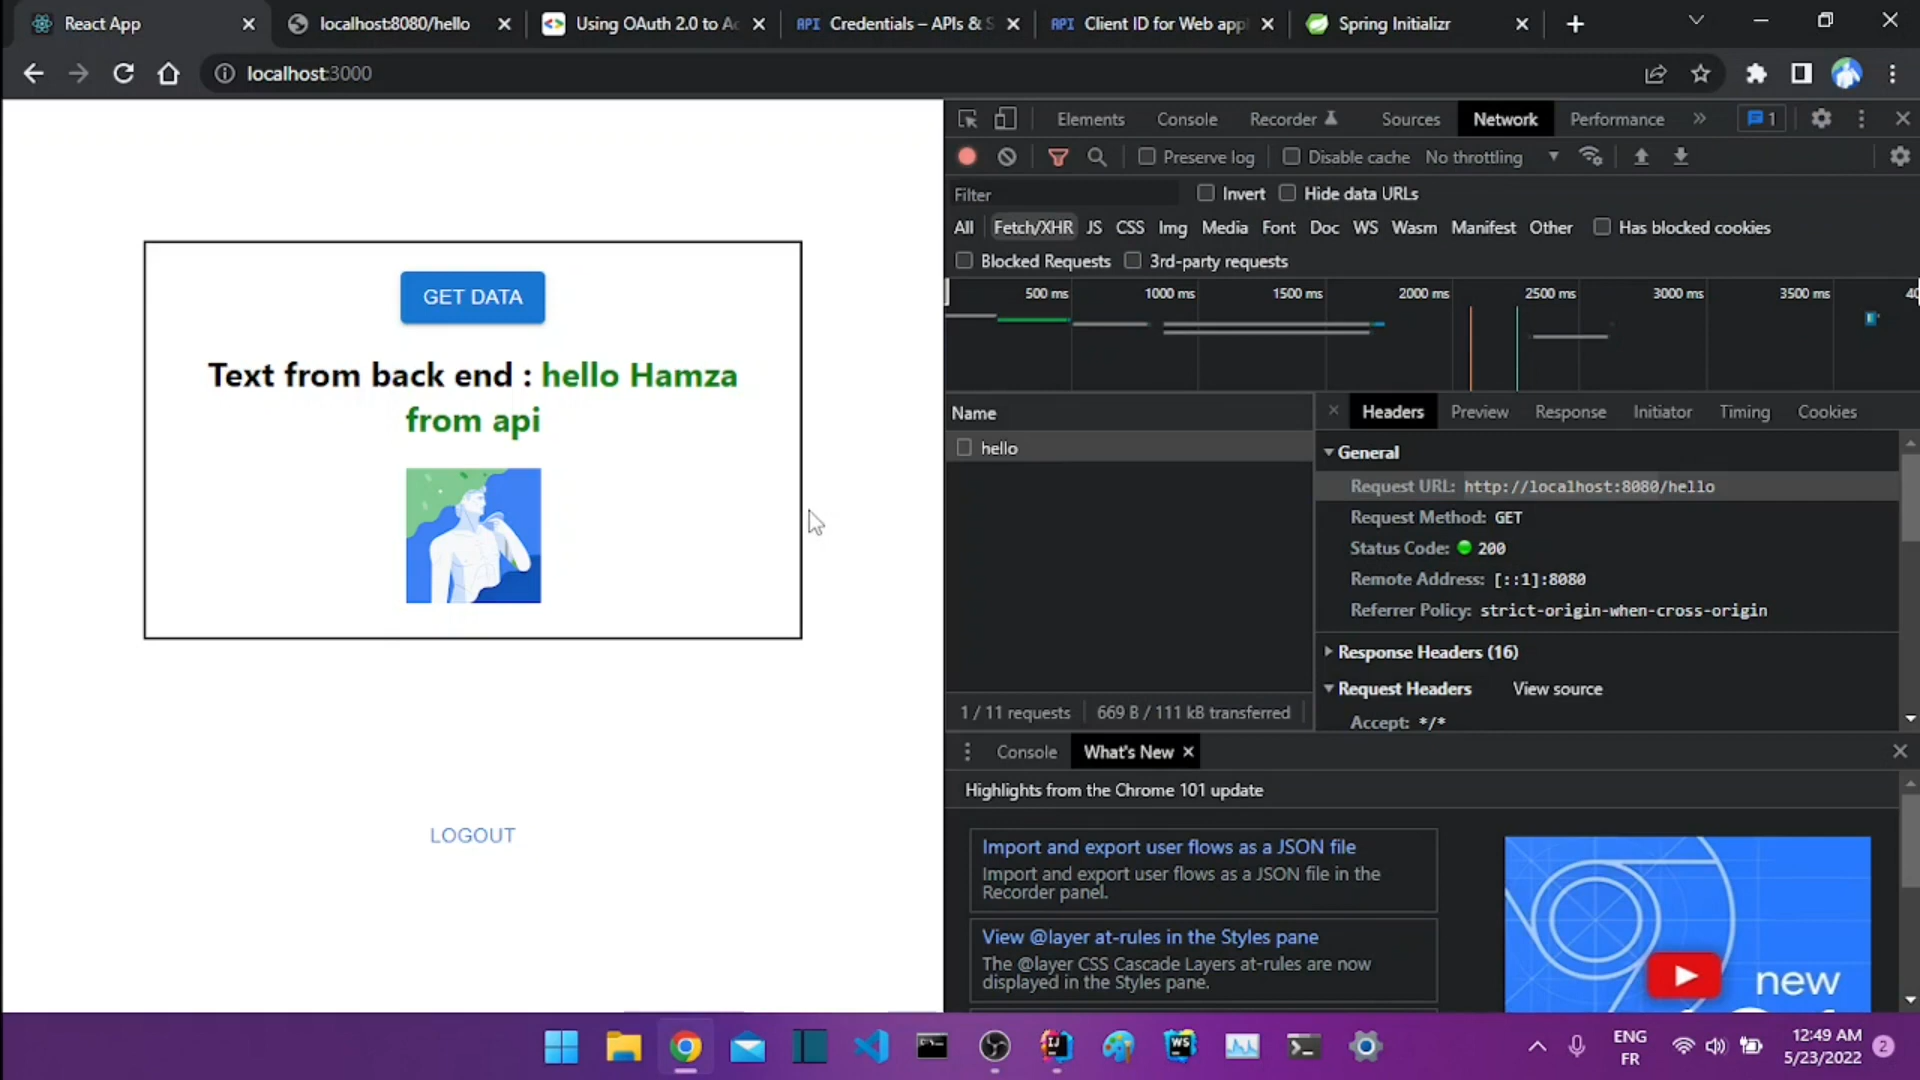 React App
localhost:8080/hello
Using OAuth 2.0 to Ac
API Credentials – APIs & S
API Client ID for Web appl
Spring Initializr
localhost:3000
GET DATA
Text from back end : hello Hamza
from api
LOGOUT
Elements Console Recorder Sources Network Performance » 1
Preserve log Disable cache No throttling
Filter Invert Hide data URLs
All Fetch/XHR JS CSS Img Media Font Doc WS Wasm Manifest Other Has blocked cookies
Blocked Requests 3rd-party requests
500 ms 1000 ms 1500 ms 2000 ms 2500 ms 3000 ms 3500 ms 40
Name
hello
1 / 11 requests 669 B / 111 kB transferred
Headers Preview Response Initiator Timing Cookies
General
Request URL: http://localhost:8080/hello
Request Method: GET
Status Code: 200
Remote Address: [::1]:8080
Referrer Policy: strict-origin-when-cross-origin
Response Headers (16)
Request Headers View source
Accept: */*
Console What's New
Highlights from the Chrome 101 update
Import and export user flows as a JSON file
Import and export user flows as a JSON file in the
Recorder panel.
View @layer at-rules in the Styles pane
The @layer CSS Cascade Layers at-rules are now
displayed in the Styles pane.
new
IJ
WS
ENG
FR
12:49 AM
5/23/2022
2